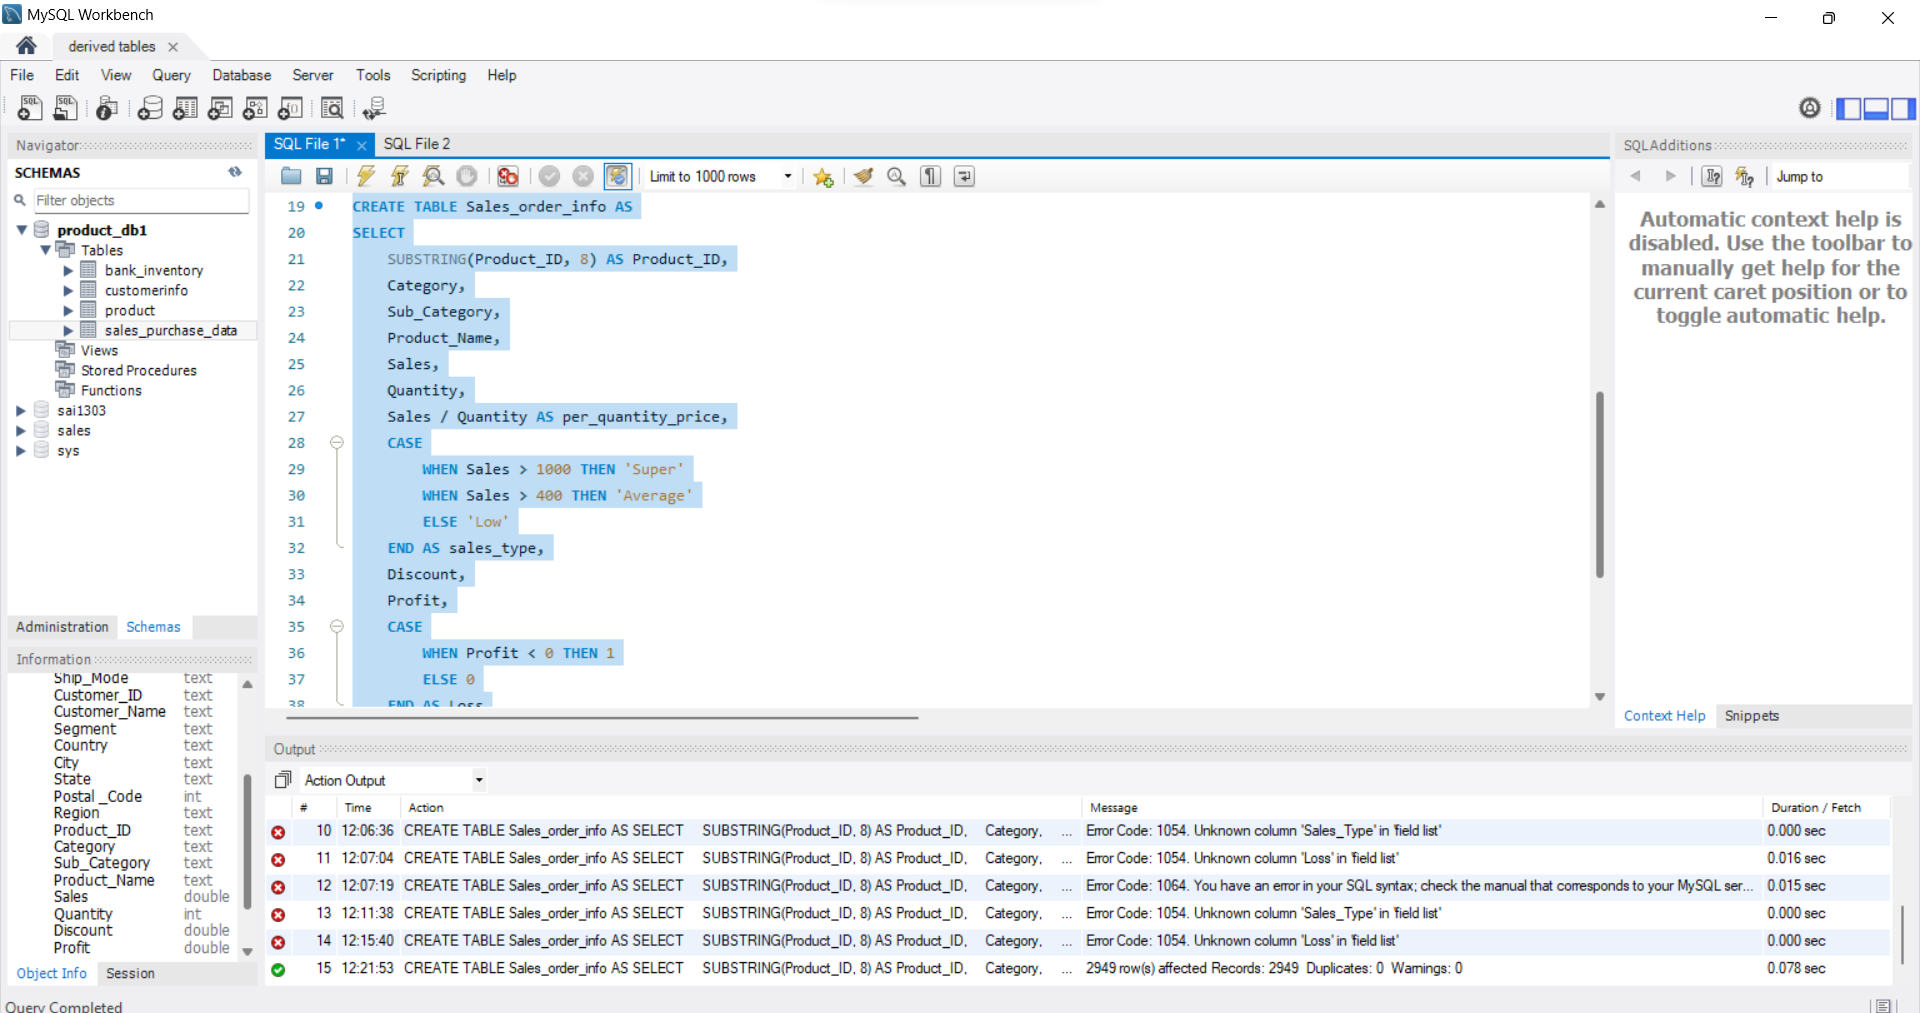 MySQL Workbench
derived tables
File Edit View Query Database Server Tools Scripting Help
Navigator
SCHEMAS
Filter objects
product_db1
Tables
bank_inventory
customerinfo
product
sales_purchase_data
Views
Stored Procedures
Functions
sai1303
sales
sys
Administration Schemas
Information
Ship_Mode text
Customer_ID text
Customer_Name text
Segment text
Country text
City text
State text
Postal _Code int
Region text
Product_ID text
Category text
Sub_Category text
Product_Name text
Sales double
Quantity int
Discount double
Profit double
Object Info Session
SQL File 1* SQL File 2
Limit to 1000 rows
19 CREATE TABLE Sales_order_info AS
20 SELECT
21 SUBSTRING(Product_ID, 8) AS Product_ID,
22 Category,
23 Sub_Category,
24 Product_Name,
25 Sales,
26 Quantity,
27 Sales / Quantity AS per_quantity_price,
28 CASE
29 WHEN Sales > 1000 THEN 'Super'
30 WHEN Sales > 400 THEN 'Average'
31 ELSE 'Low'
32 END AS sales_type,
33 Discount,
34 Profit,
35 CASE
36 WHEN Profit < 0 THEN 1
37 ELSE 0
38 END AS Loss
SQLAdditions
Jump to
Automatic context help is
disabled. Use the toolbar to
manually get help for the
current caret position or to
toggle automatic help.
Context Help Snippets
Output
Action Output
# Time Action Message Duration / Fetch
10 12:06:36 CREATE TABLE Sales_order_info AS SELECT SUBSTRING(Product_ID, 8) AS Product_ID, Category, ... Error Code: 1054. Unknown column 'Sales_Type' in 'field list' 0.000 sec
11 12:07:04 CREATE TABLE Sales_order_info AS SELECT SUBSTRING(Product_ID, 8) AS Product_ID, Category, ... Error Code: 1054. Unknown column 'Loss' in 'field list' 0.016 sec
12 12:07:19 CREATE TABLE Sales_order_info AS SELECT SUBSTRING(Product_ID, 8) AS Product_ID, Category, ... Error Code: 1064. You have an error in your SQL syntax; check the manual that corresponds to your MySQL ser... 0.015 sec
13 12:11:38 CREATE TABLE Sales_order_info AS SELECT SUBSTRING(Product_ID, 8) AS Product_ID, Category, ... Error Code: 1054. Unknown column 'Sales_Type' in 'field list' 0.000 sec
14 12:15:40 CREATE TABLE Sales_order_info AS SELECT SUBSTRING(Product_ID, 8) AS Product_ID, Category, ... Error Code: 1054. Unknown column 'Loss' in 'field list' 0.000 sec
15 12:21:53 CREATE TABLE Sales_order_info AS SELECT SUBSTRING(Product_ID, 8) AS Product_ID, Category, ... 2949 row(s) affected Records: 2949 Duplicates: 0 Warnings: 0 0.078 sec
Query Completed